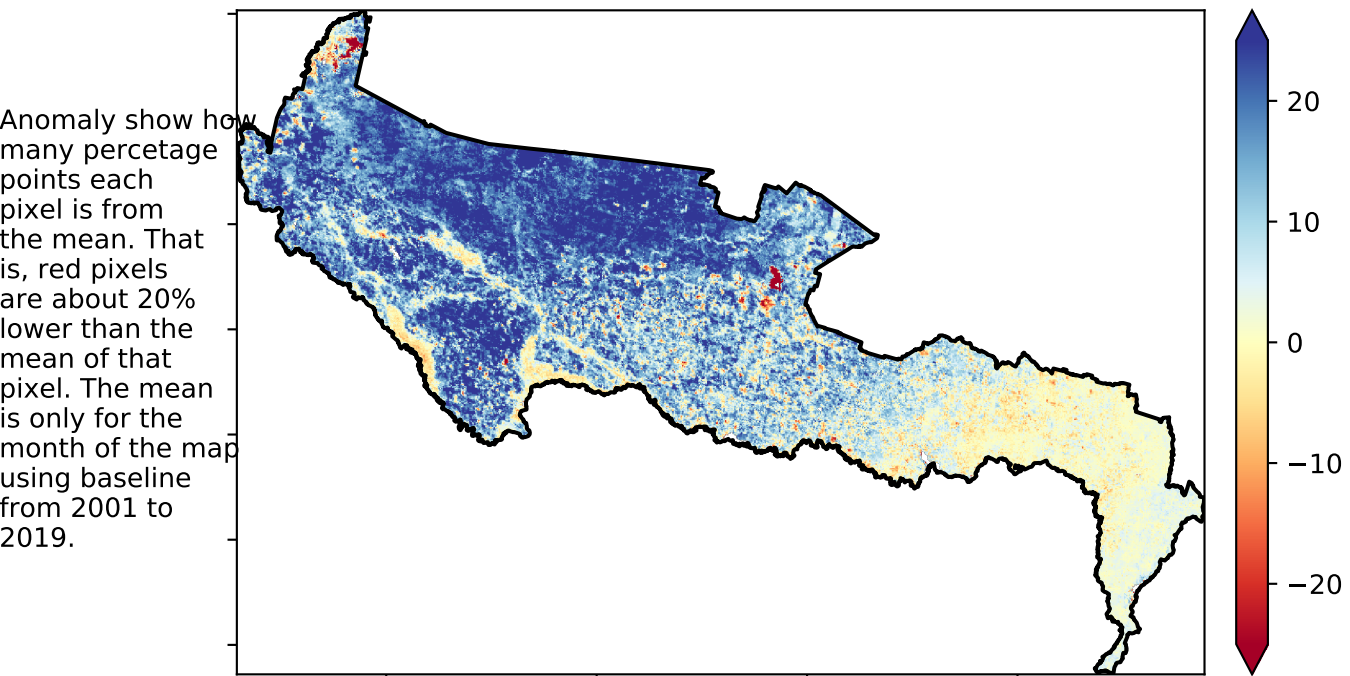 Anomaly show how
many percetage
points each
pixel is from
the mean. That
is, red pixels
are about 20%
lower than the
mean of that
pixel. The mean
is only for the
month of the map
using baseline
from 2001 to
2019.
20
10
0
−10
−20